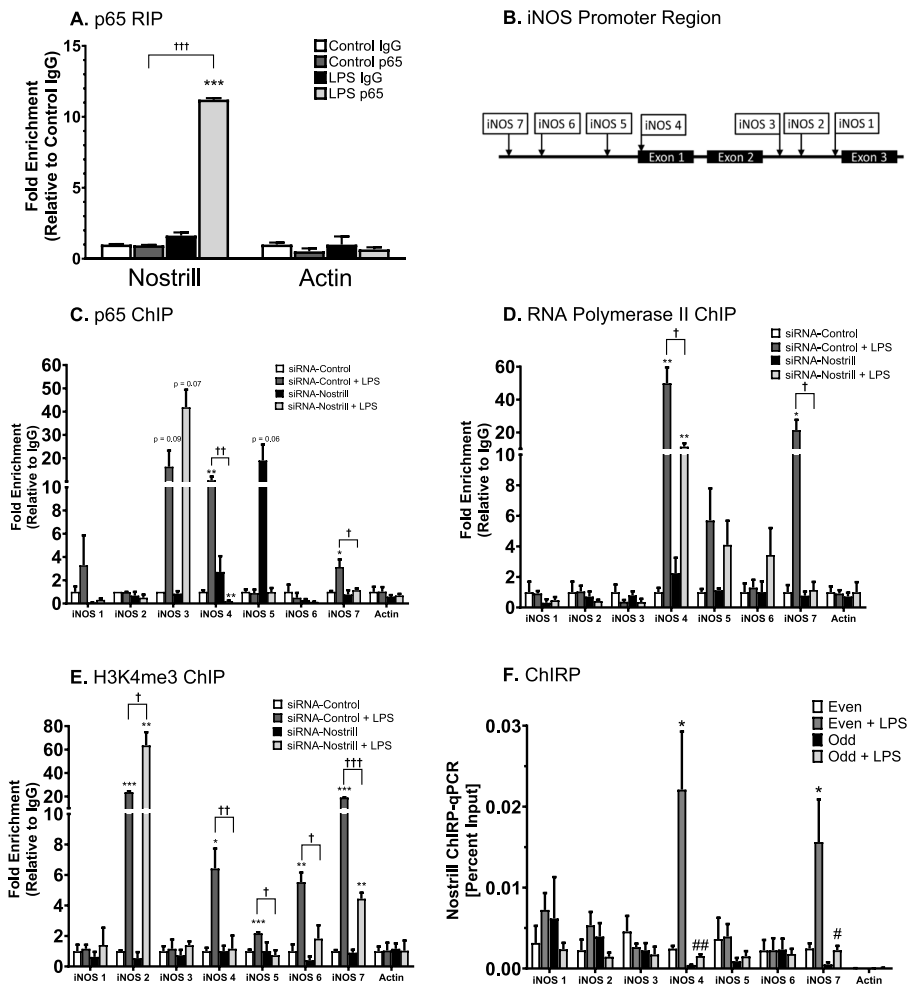 A. p65 RIP
Fold Enrichment
(Relative to Control IgG)
15
10
5
0
†††
***
Control IgG
Control p65
LPS IgG
LPS p65
Nostrill
Actin
B. iNOS Promoter Region
iNOS 7
iNOS 6
iNOS 5
iNOS 4
iNOS 3
iNOS 2
iNOS 1
Exon 1
Exon 2
Exon 3
C. p65 ChIP
Fold Enrichment
(Relative to IgG)
60
50
40
30
20
10
8
6
4
2
0
siRNA-Control
siRNA-Control + LPS
siRNA-Nostrill
siRNA-Nostrill + LPS
p = 0.09
p = 0.07
**
††
**
p = 0.06
*
†
iNOS 1
iNOS 2
iNOS 3
iNOS 4
iNOS 5
iNOS 6
iNOS 7
Actin
D. RNA Polymerase II ChIP
Fold Enrichment
(Relative to IgG)
60
40
20
10
8
6
4
2
0
siRNA-Control
siRNA-Control + LPS
siRNA-Nostrill
siRNA-Nostrill + LPS
†
**
**
†
*
iNOS 1
iNOS 2
iNOS 3
iNOS 4
iNOS 5
iNOS 6
iNOS 7
Actin
E. H3K4me3 ChIP
Fold Enrichment
(Relative to IgG)
80
60
40
20
10
8
6
4
2
0
siRNA-Control
siRNA-Control + LPS
siRNA-Nostrill
siRNA-Nostrill + LPS
†
***
**
††
*
†
***
†
**
†††
***
**
iNOS 1
iNOS 2
iNOS 3
iNOS 4
iNOS 5
iNOS 6
iNOS 7
Actin
F. ChIRP
Nostrill ChIRP-qPCR
[Percent Input]
0.03
0.02
0.01
0.00
Even
Even + LPS
Odd
Odd + LPS
*
##
*
#
iNOS 1
iNOS 2
iNOS 3
iNOS 4
iNOS 5
iNOS 6
iNOS 7
Actin